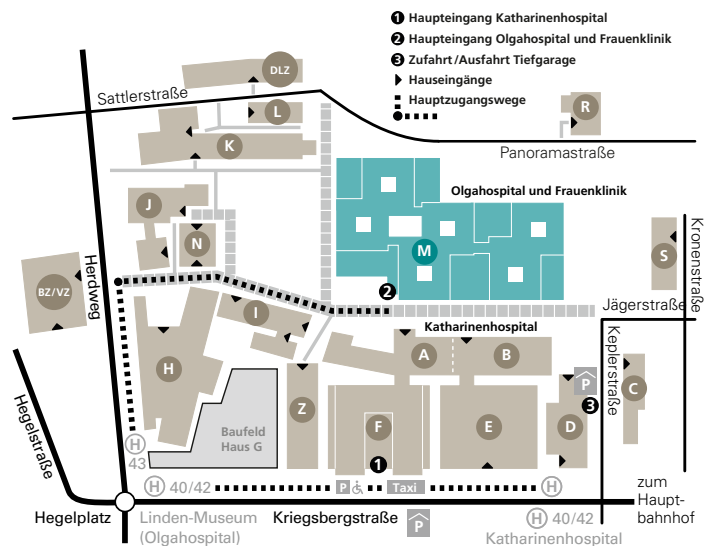 1 Haupteingang Katharinenhospital
2 Haupteingang Olgahospital und Frauenklinik
3 Zufahrt/Ausfahrt Tiefgarage
Hauseingänge
Hauptzugangswege
DLZ
Sattlerstraße
L
R
K
Panoramastraße
Olgahospital und Frauenklinik
J
N
M
S
Kronenstraße
BZ/VZ
Herdweg
2
I
Jägerstraße
Katharinenhospital
A
B
Keplerstraße
H
Z
P
C
3
Hegelstraße
Baufeld
Haus G
F
E
D
1
H
43
H 40/42
P
Taxi
H
zum
Haupt-
bahnhof
Hegelplatz
Linden-Museum
(Olgahospital)
Kriegsbergstraße
P
H 40/42
Katharinenhospital